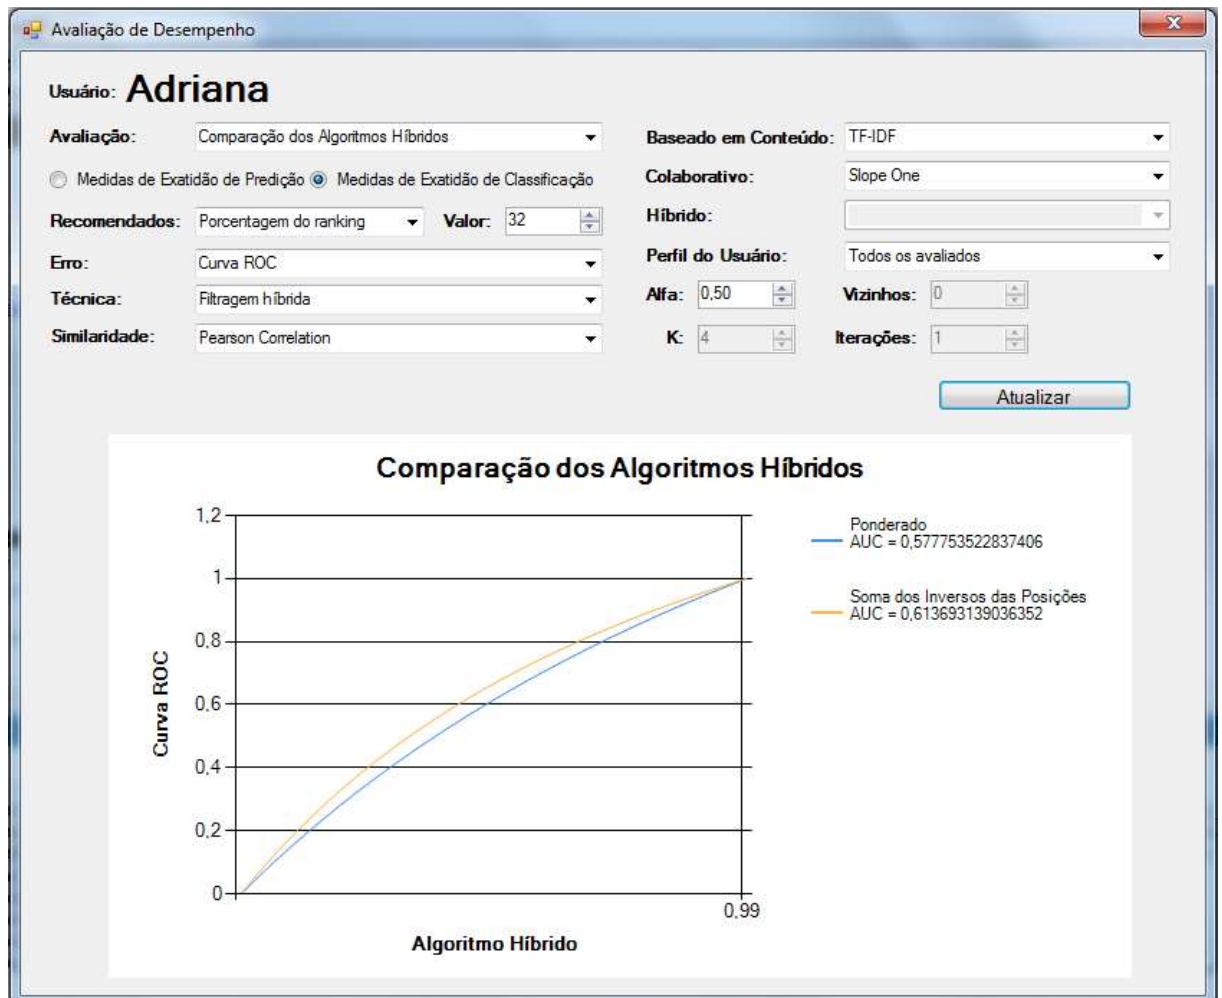 Avaliação de Desempenho
Usuário: Adriana
Avaliação: Comparação dos Algoritmos Híbridos
Baseado em Conteúdo: TF-IDF
Medidas de Exatidão de Predição Medidas de Exatidão de Classificação
Colaborativo: Slope One
Recomendados: Porcentagem do ranking Valor: 32
Híbrido:
Erro: Curva ROC
Perfil do Usuário: Todos os avaliados
Técnica: Filtragem híbrida
Alfa: 0,50 Vizinhos: 0
Similaridade: Pearson Correlation
K: 4 Iterações: 1
Atualizar
Comparação dos Algoritmos Híbridos
1,2
1
0,8
0,6
0,4
0,2
0
Curva ROC
0,99
Algoritmo Híbrido
Ponderado
AUC = 0,577753522837406
Soma dos Inversos das Posições
AUC = 0,613693139036352